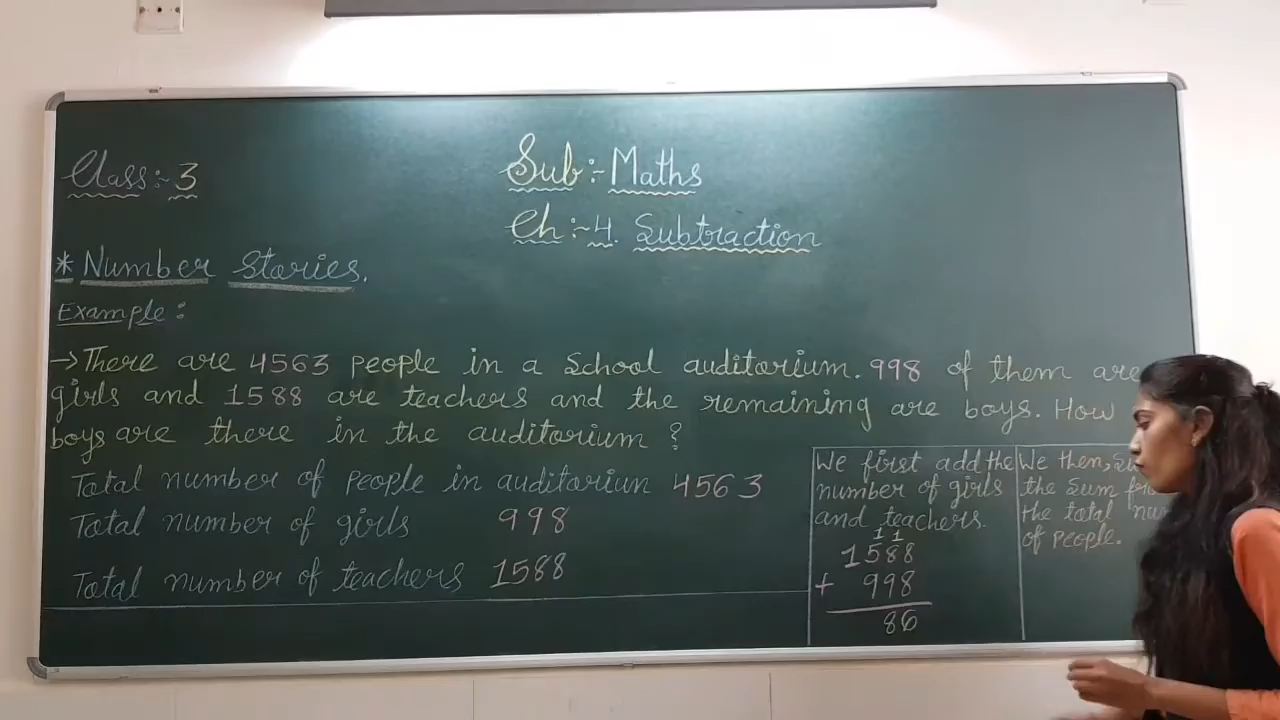 Class:- 3
Sub:- Maths
Ch:- 4. Subtraction
* Number Stories.
Example:
→ There are 4563 people in a School auditorium. 998 of them are
girls and 1588 are teachers and the remaining are boys. How
boys are there in the auditorium ?
Total number of people in auditoriun 4563
Total number of girls 998
Total number of teachers 1588
We first add the
number of girls
and teachers.
1 1
1588
+ 998
86
We then,
the sum
the total
of people.